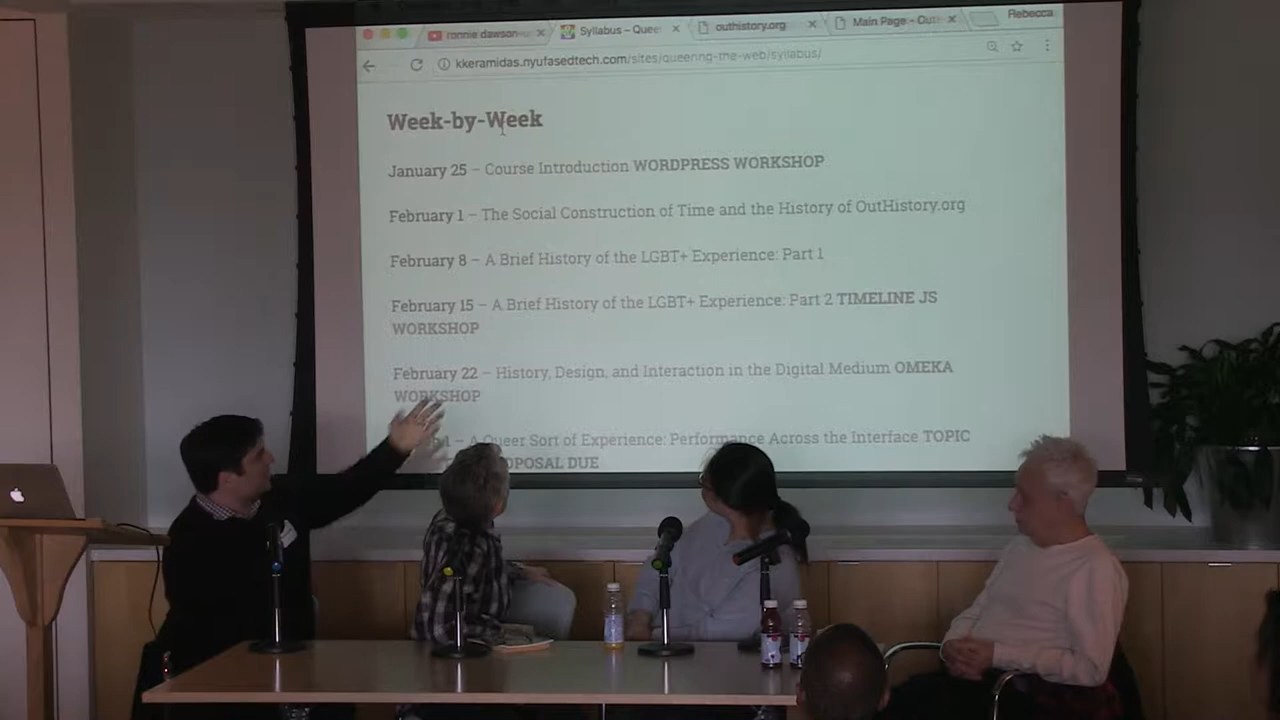 ronnie dawson
Syllabus – Quee
outhistory.org
Main Page - Out
Rebecca
kkeramidas.nyufasedtech.com/sites/queering-the-web/syllabus/
Week-by-Week
January 25 – Course Introduction WORDPRESS WORKSHOP
February 1 – The Social Construction of Time and the History of OutHistory.org
February 8 – A Brief History of the LGBT+ Experience: Part 1
February 15 – A Brief History of the LGBT+ Experience: Part 2 TIMELINE JS
WORKSHOP
February 22 – History, Design, and Interaction in the Digital Medium OMEKA
WORKSHOP
1 – A Queer Sort of Experience: Performance Across the Interface TOPIC
OPOSAL DUE